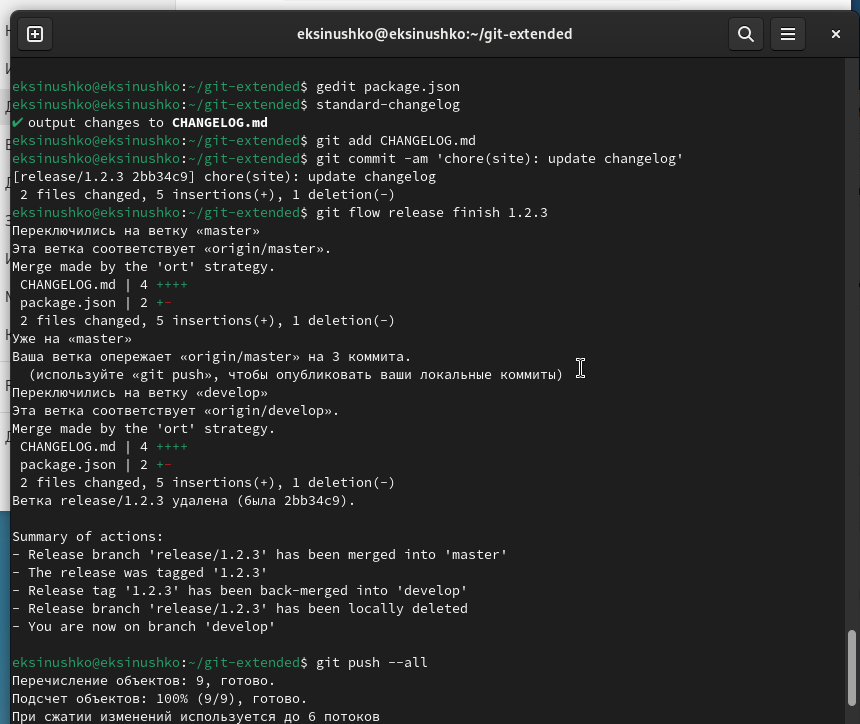 eksinushko@eksinushko:~/git-extended
eksinushko@eksinushko:~/git-extended$ gedit package.json
eksinushko@eksinushko:~/git-extended$ standard-changelog
✔ output changes to CHANGELOG.md
eksinushko@eksinushko:~/git-extended$ git add CHANGELOG.md
eksinushko@eksinushko:~/git-extended$ git commit -am 'chore(site): update changelog'
[release/1.2.3 2bb34c9] chore(site): update changelog
 2 files changed, 5 insertions(+), 1 deletion(-)
eksinushko@eksinushko:~/git-extended$ git flow release finish 1.2.3
Переключились на ветку «master»
Эта ветка соответствует «origin/master».
Merge made by the 'ort' strategy.
 CHANGELOG.md | 4 ++++
 package.json | 2 +-
 2 files changed, 5 insertions(+), 1 deletion(-)
Уже на «master»
Ваша ветка опережает «origin/master» на 3 коммита.
  (используйте «git push», чтобы опубликовать ваши локальные коммиты)
Переключились на ветку «develop»
Эта ветка соответствует «origin/develop».
Merge made by the 'ort' strategy.
 CHANGELOG.md | 4 ++++
 package.json | 2 +-
 2 files changed, 5 insertions(+), 1 deletion(-)
Ветка release/1.2.3 удалена (была 2bb34c9).
Summary of actions:
- Release branch 'release/1.2.3' has been merged into 'master'
- The release was tagged '1.2.3'
- Release tag '1.2.3' has been back-merged into 'develop'
- Release branch 'release/1.2.3' has been locally deleted
- You are now on branch 'develop'
eksinushko@eksinushko:~/git-extended$ git push --all
Перечисление объектов: 9, готово.
Подсчет объектов: 100% (9/9), готово.
При сжатии изменений используется до 6 потоков